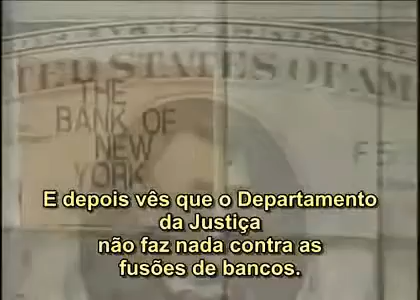 TED STATES OF AM
THE
BANK OF
NEW
YORK
F 5
E depois vês que o Departamento
da Justiça
não faz nada contra as
fusões de bancos.